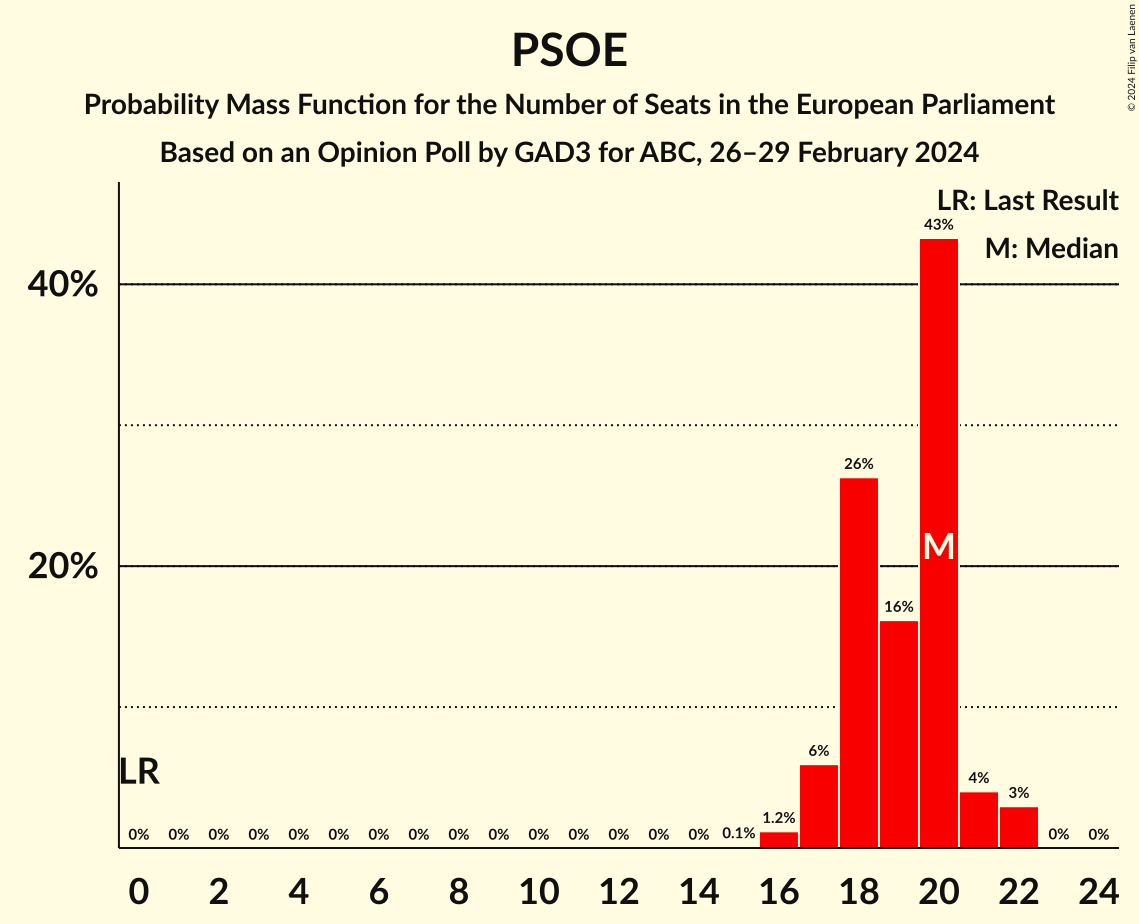 PSOE
Probability Mass Function for the Number of Seats in the European Parliament
Based on an Opinion Poll by GAD3 for ABC, 26–29 February 2024
© 2024 Filip van Laenen
LR: Last Result
M: Median
40%
20%
43%
26%
M
16%
6%
4%
3%
1.2%
0.1%
LR
0% 0% 0% 0% 0% 0% 0% 0% 0% 0% 0% 0% 0% 0% 0% 0% 0%
0 2 4 6 8 10 12 14 16 18 20 22 24